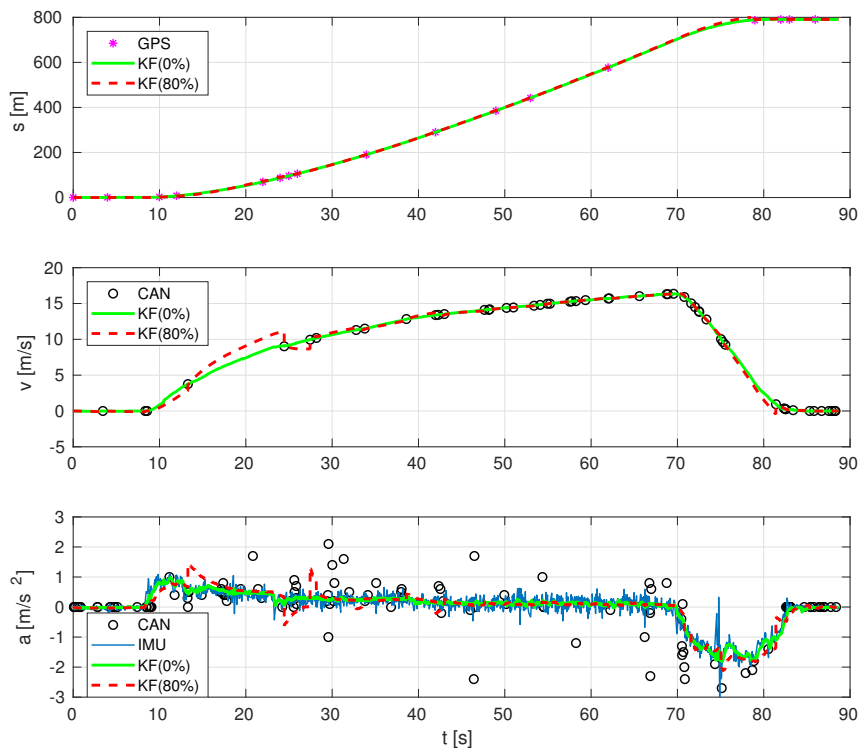 800
600
400
200
0
s [m]
GPS
KF(0%)
KF(80%)
0 10 20 30 40 50 60 70 80 90
20
15
10
5
0
-5
v [m/s]
CAN
KF(0%)
KF(80%)
0 10 20 30 40 50 60 70 80 90
3
2
1
0
-1
-2
-3
a [m/s^2]
CAN
IMU
KF(0%)
KF(80%)
0 10 20 30 40 50 60 70 80 90
t [s]